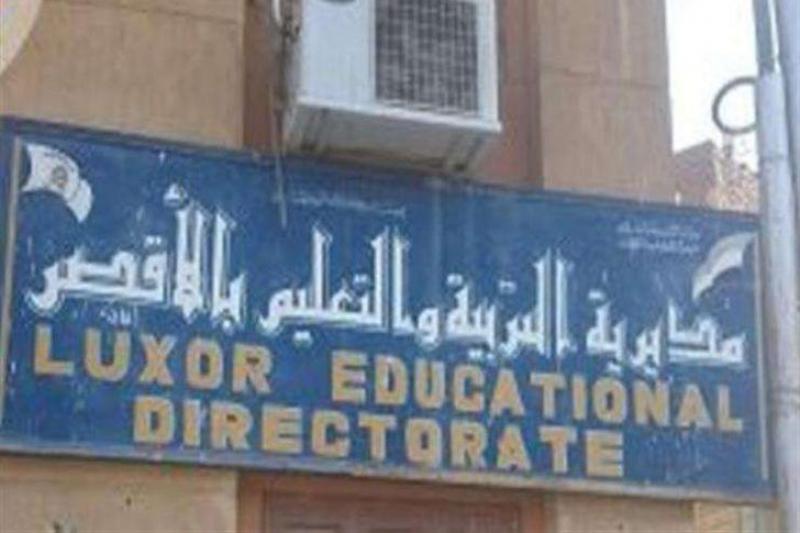 مديرية التربية والتعليم بالأقصر
LUXOR EDUCATIONAL
DIRECTORATE